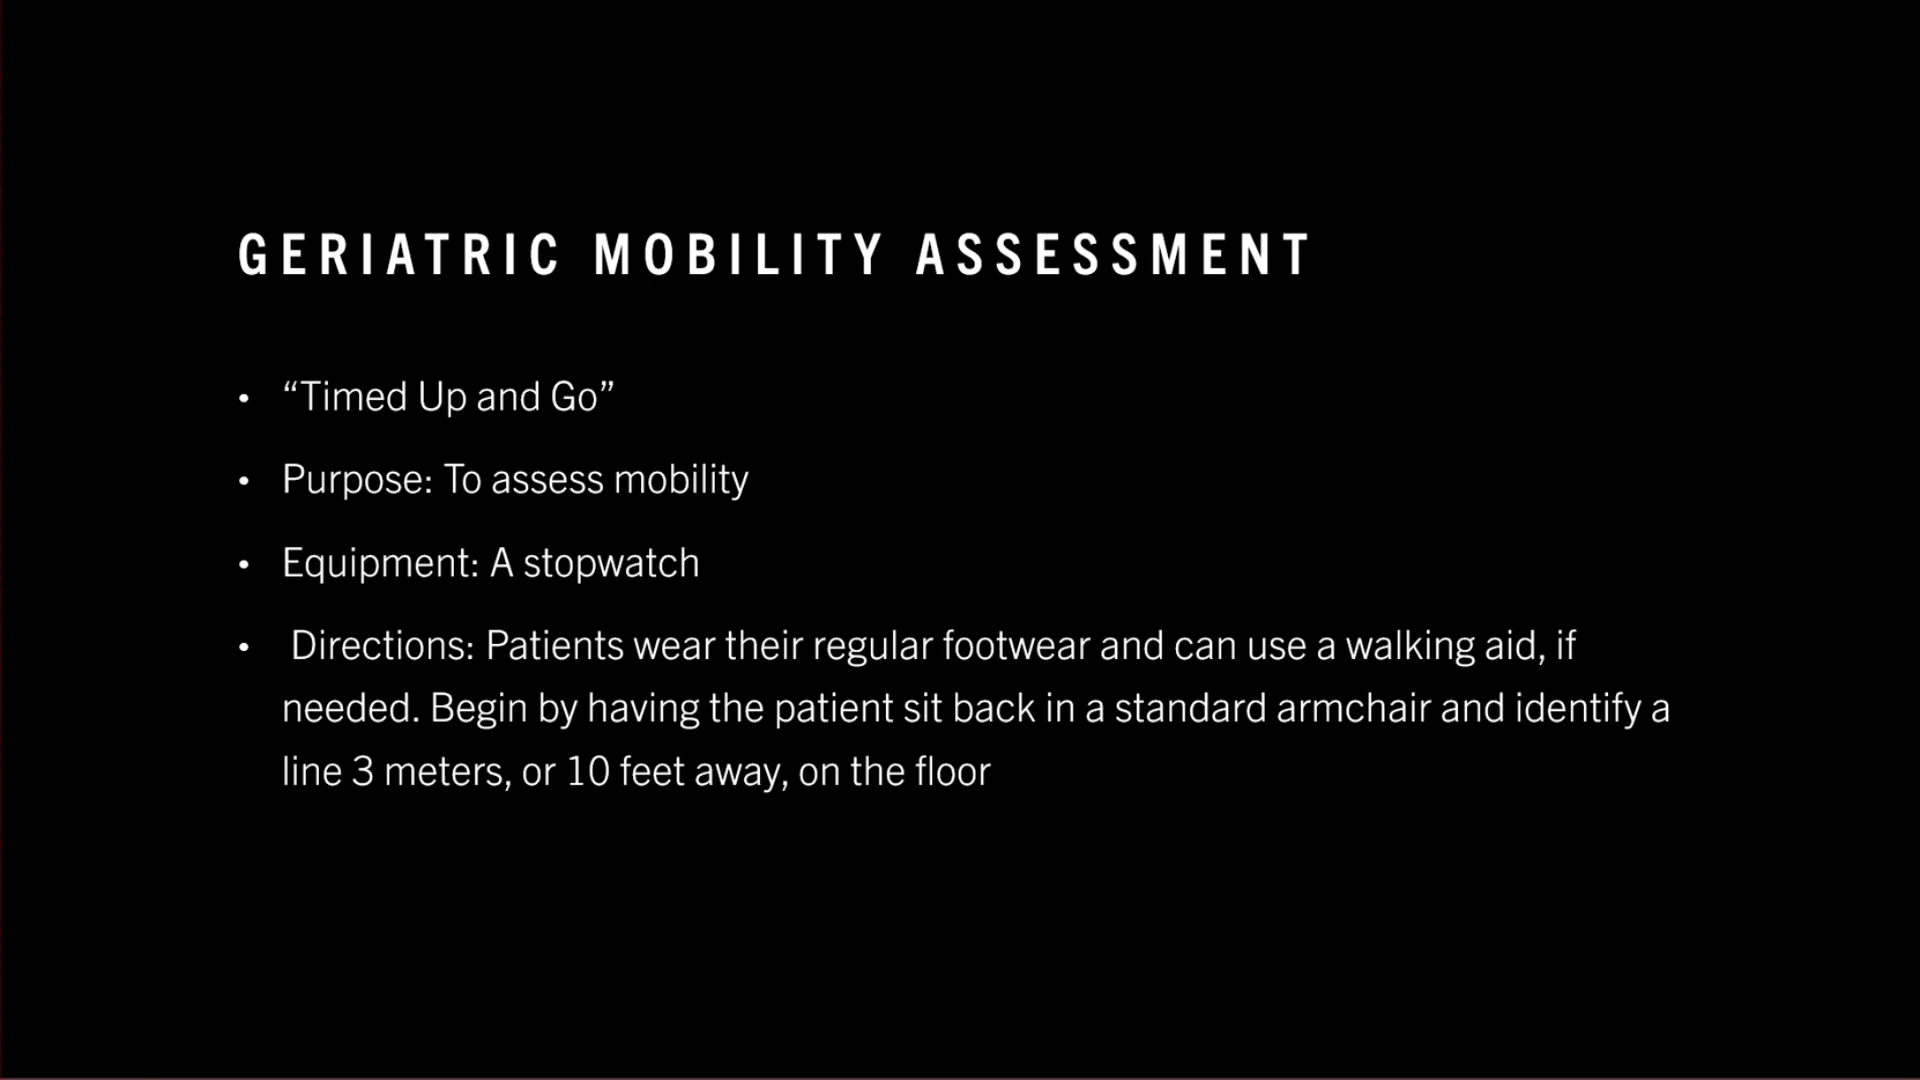 GERIATRIC MOBILITY ASSESSMENT
• “Timed Up and Go”
• Purpose: To assess mobility
• Equipment: A stopwatch
• Directions: Patients wear their regular footwear and can use a walking aid, if
needed. Begin by having the patient sit back in a standard armchair and identify a
line 3 meters, or 10 feet away, on the floor